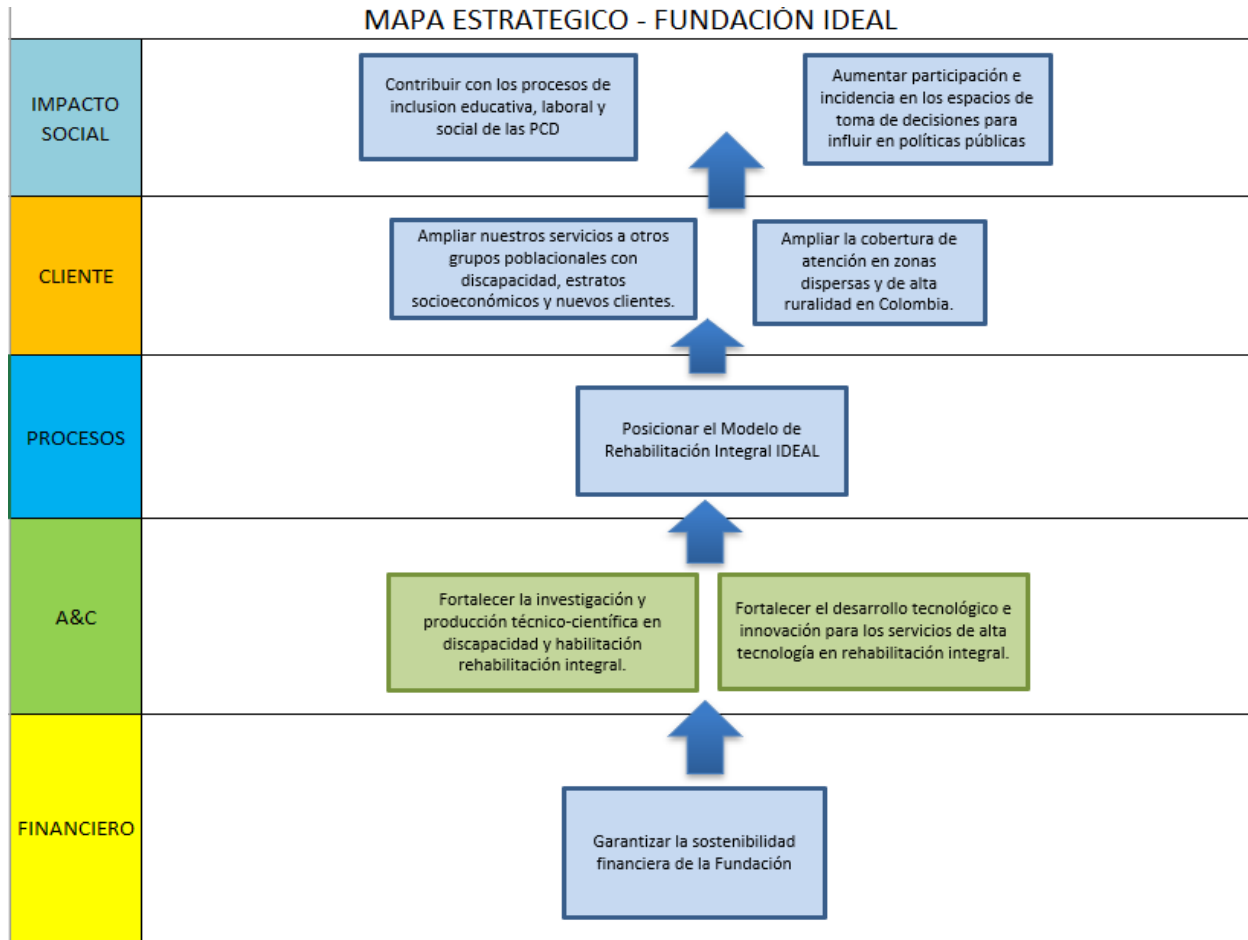 MAPA ESTRATEGICO - FUNDACIÓN IDEAL
IMPACTO
SOCIAL
Contribuir con los procesos de
inclusion educativa, laboral y
social de las PCD
Aumentar participación e
incidencia en los espacios de
toma de decisiones para
influir en políticas públicas
CLIENTE
Ampliar nuestros servicios a otros
grupos poblacionales con
discapacidad, estratos
socioeconómicos y nuevos clientes.
Ampliar la cobertura de
atención en zonas
dispersas y de alta
ruralidad en Colombia.
PROCESOS
Posicionar el Modelo de
Rehabilitación Integral IDEAL
A&C
Fortalecer la investigación y
producción técnico-científica en
discapacidad y habilitación
rehabilitación integral.
Fortalecer el desarrollo tecnológico e
innovación para los servicios de alta
tecnología en rehabilitación integral.
FINANCIERO
Garantizar la sostenibilidad
financiera de la Fundación